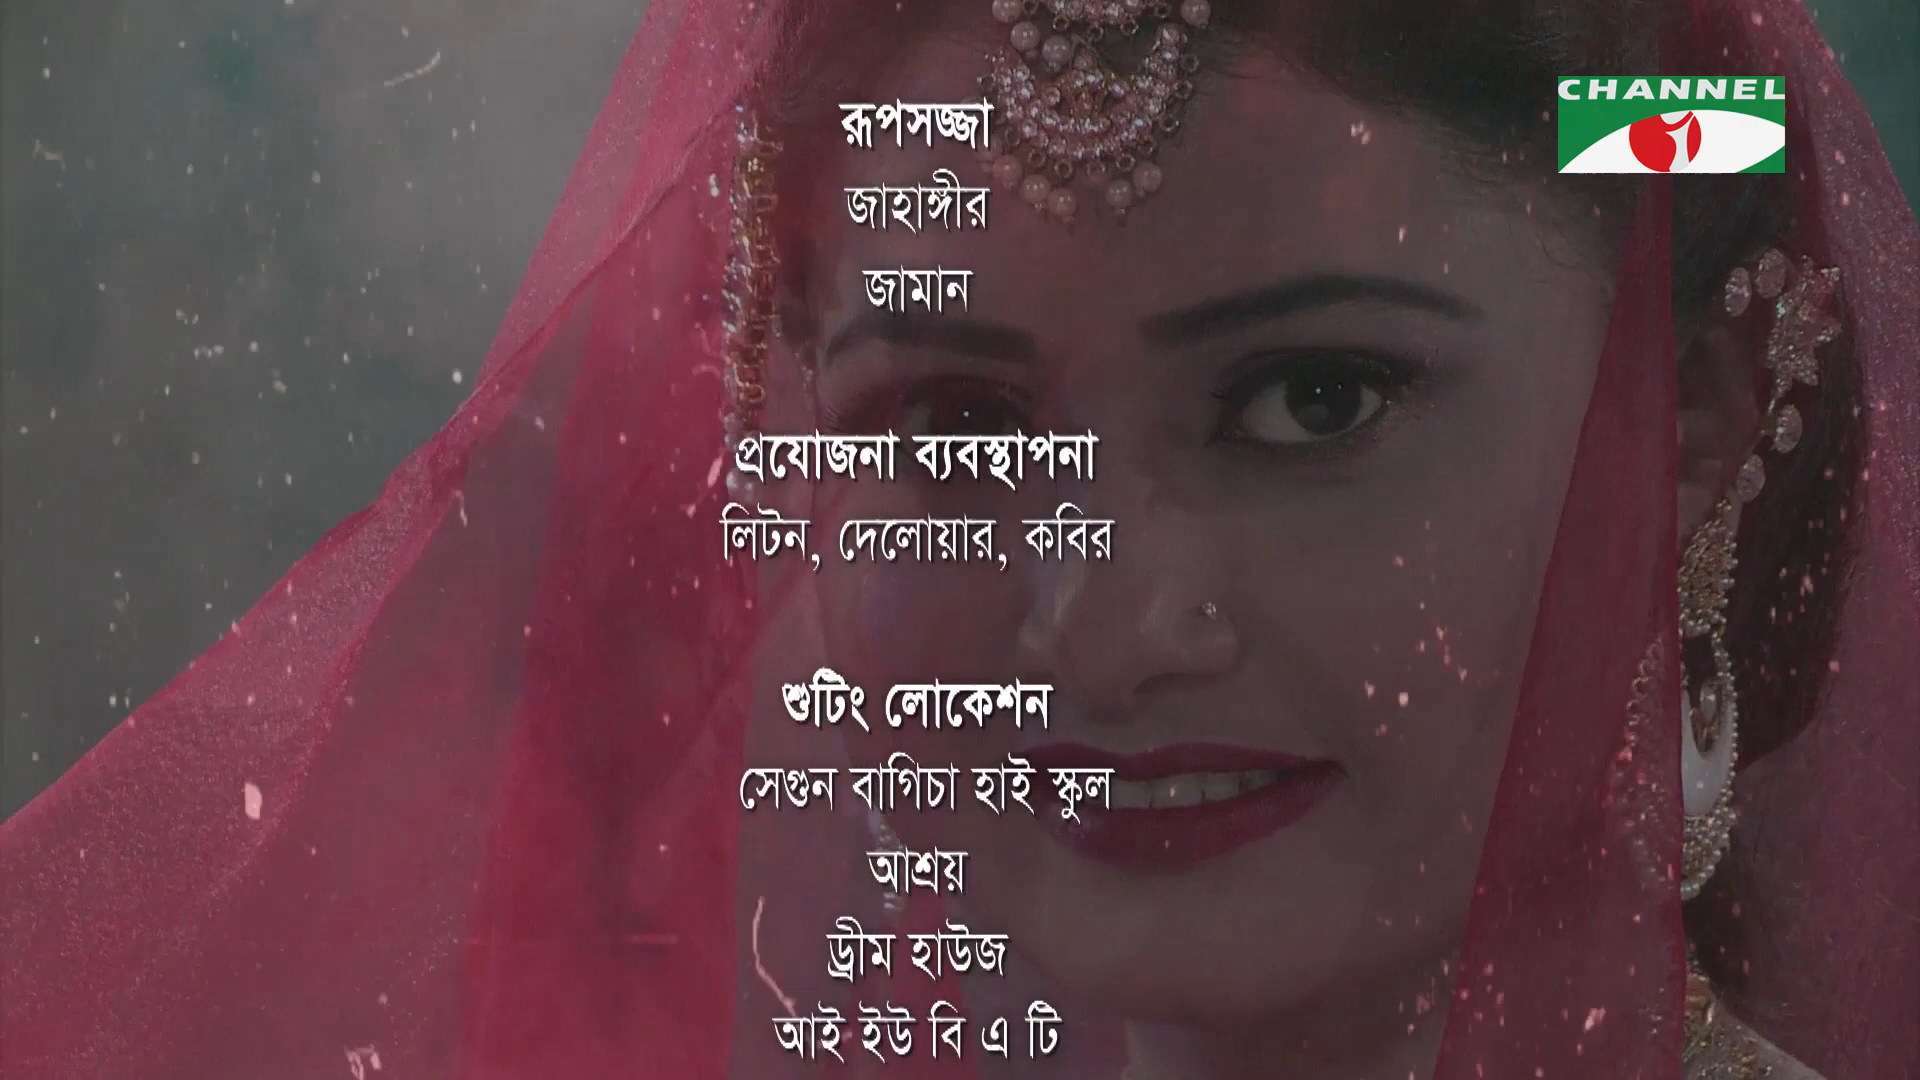 CHANNEL
রূপসজ্জা
জাহাঙ্গীর
জামান
প্রযোজনা ব্যবস্থাপনা
লিটন, দেলোয়ার, কবির
শুটিং লোকেশন
সেগুন বাগিচা হাই স্কুল
আশ্রয়
ড্রীম হাউজ
আই ইউ বি এ টি